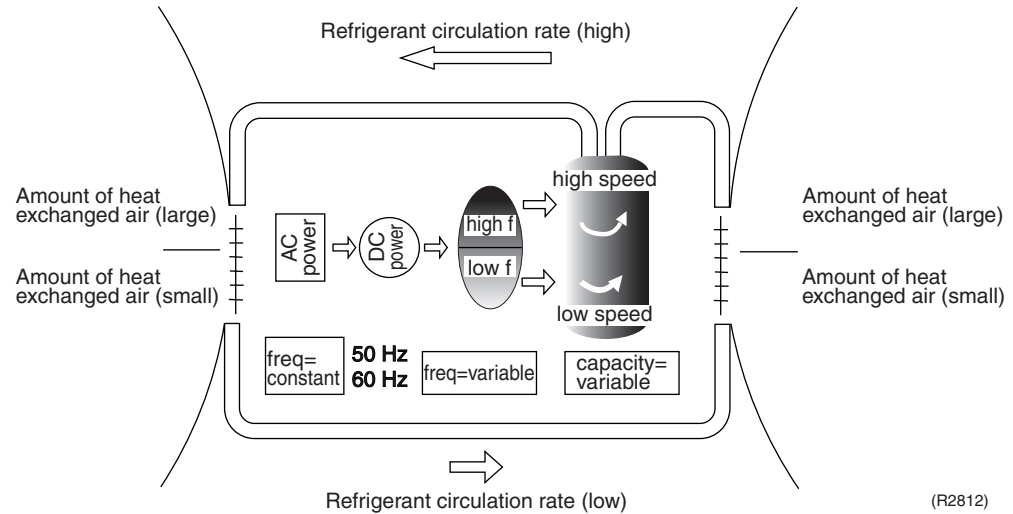 Refrigerant circulation rate (high)
Amount of heat
exchanged air (large)
Amount of heat
exchanged air (small)
AC
power
DC
power
high f
low f
high speed
low speed
Amount of heat
exchanged air (large)
Amount of heat
exchanged air (small)
freq=
constant
50 Hz
60 Hz
freq=variable
capacity=
variable
Refrigerant circulation rate (low)
(R2812)